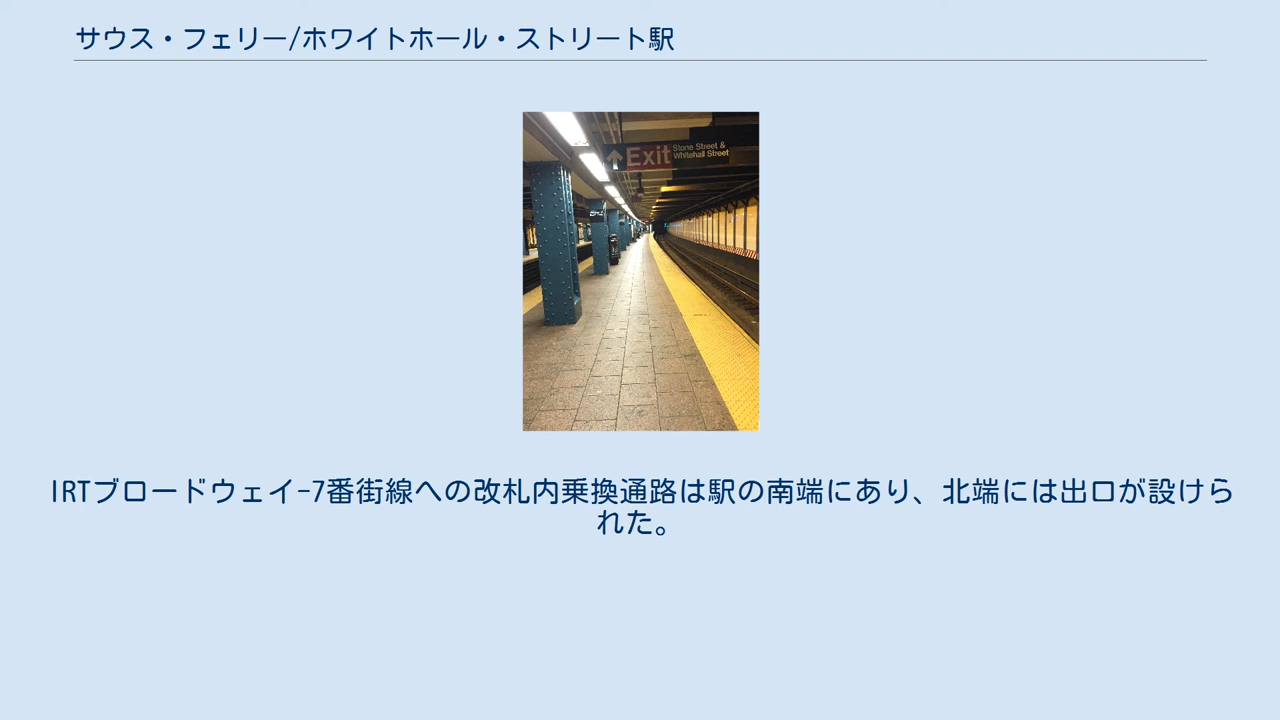 サウス・フェリー/ホワイトホール・ストリート駅
Exit
Stone Street &
Whitehall Street
IRTブロードウェイ-7番街線への改札内乗換通路は駅の南端にあり、北端には出口が設けら
れた。